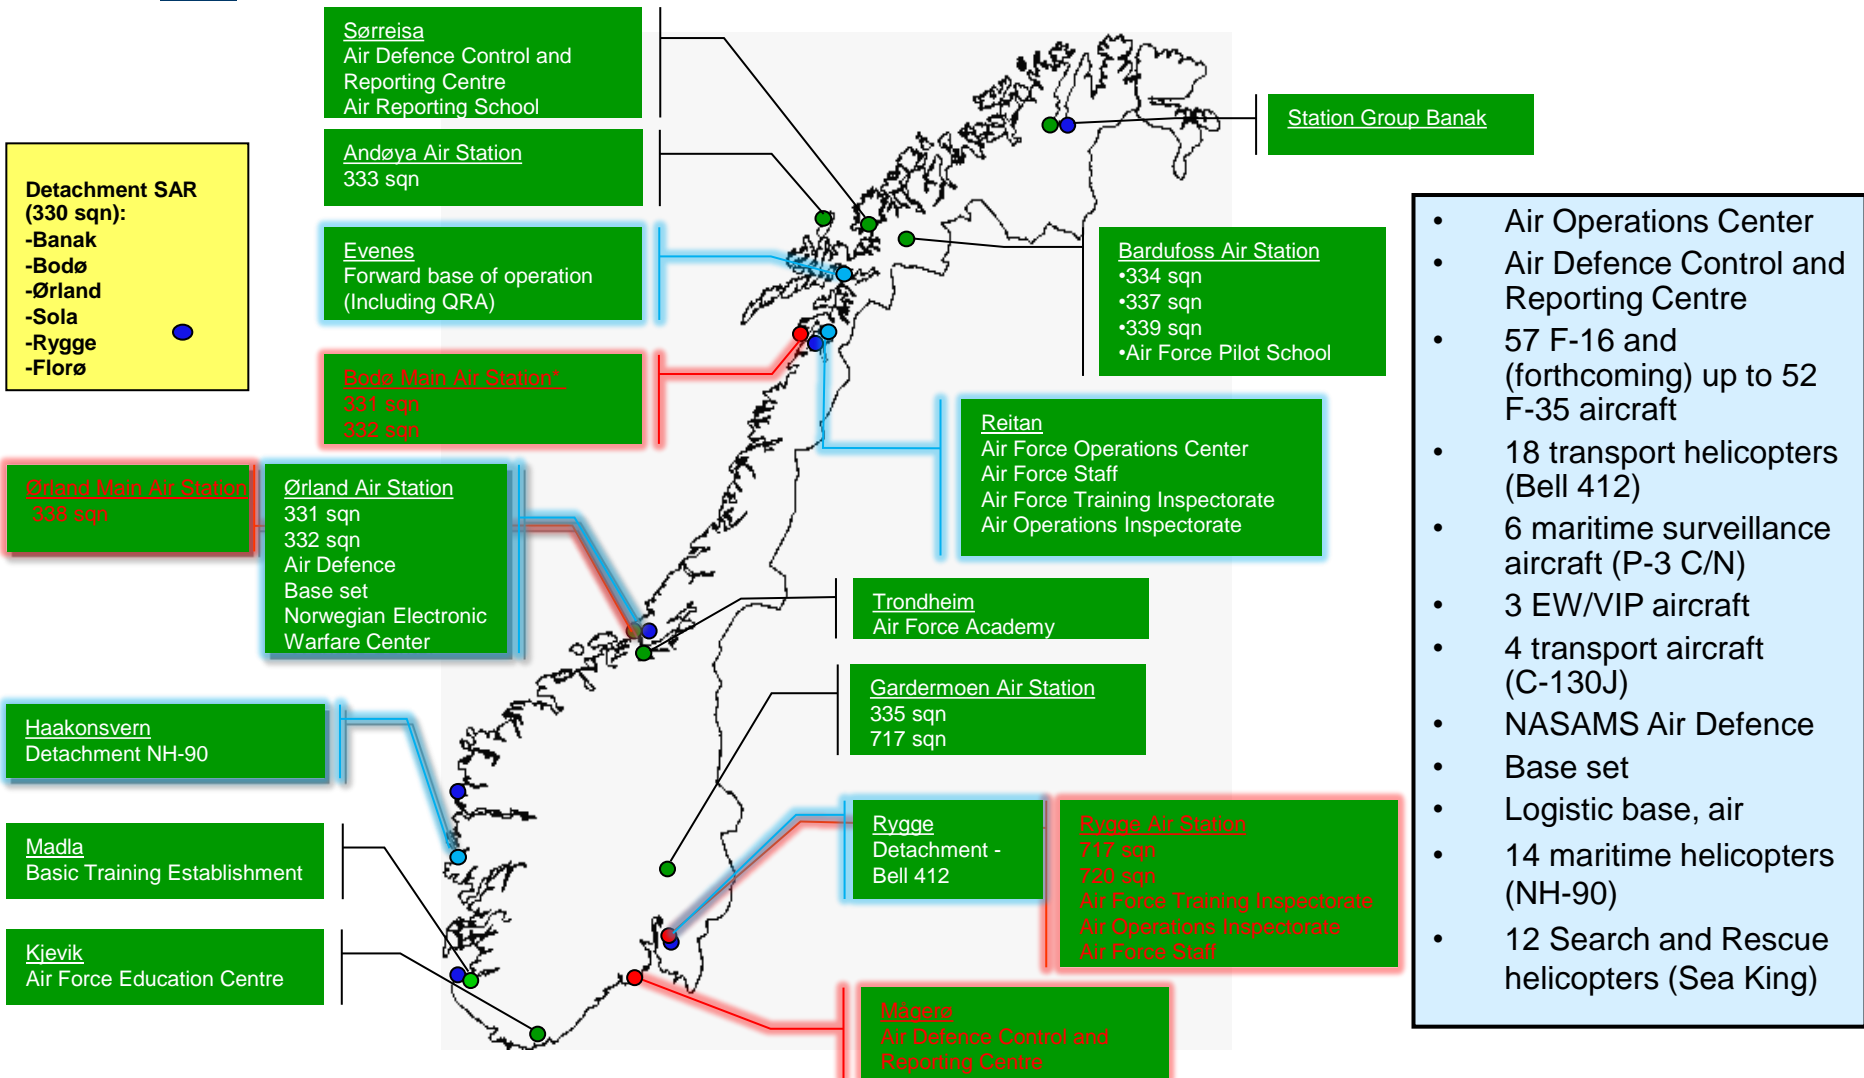 Sørreisa
Air Defence Control and
Reporting Centre
Air Reporting School
Andøya Air Station
333 sqn
Evenes
Forward base of operation
(Including QRA)
Bodø Main Air Station*
331 sqn
332 sqn
Station Group Banak
Detachment SAR
(330 sqn):
-Banak
-Bodø
-Ørland
-Sola
-Rygge
-Florø
Bardufoss Air Station
•334 sqn
•337 sqn
•339 sqn
•Air Force Pilot School
Reitan
Air Force Operations Center
Air Force Staff
Air Force Training Inspectorate
Air Operations Inspectorate
Ørland Main Air Station
338 sqn
Ørland Air Station
331 sqn
332 sqn
Air Defence
Base set
Norwegian Electronic
Warfare Center
Trondheim
Air Force Academy
Gardermoen Air Station
335 sqn
717 sqn
Haakonsvern
Detachment NH-90
Madla
Basic Training Establishment
Kjevik
Air Force Education Centre
Rygge
Detachment -
Bell 412
Rygge Air Station
717 sqn
720 sqn
Air Force Training Inspectorate
Air Operations Inspectorate
Air Force Staff
Mågerø
Air Defence Control and
Reporting Centre
• Air Operations Center
• Air Defence Control and
Reporting Centre
• 57 F-16 and
(forthcoming) up to 52
F-35 aircraft
• 18 transport helicopters
(Bell 412)
• 6 maritime surveillance
aircraft (P-3 C/N)
• 3 EW/VIP aircraft
• 4 transport aircraft
(C-130J)
• NASAMS Air Defence
• Base set
• Logistic base, air
• 14 maritime helicopters
(NH-90)
• 12 Search and Rescue
helicopters (Sea King)